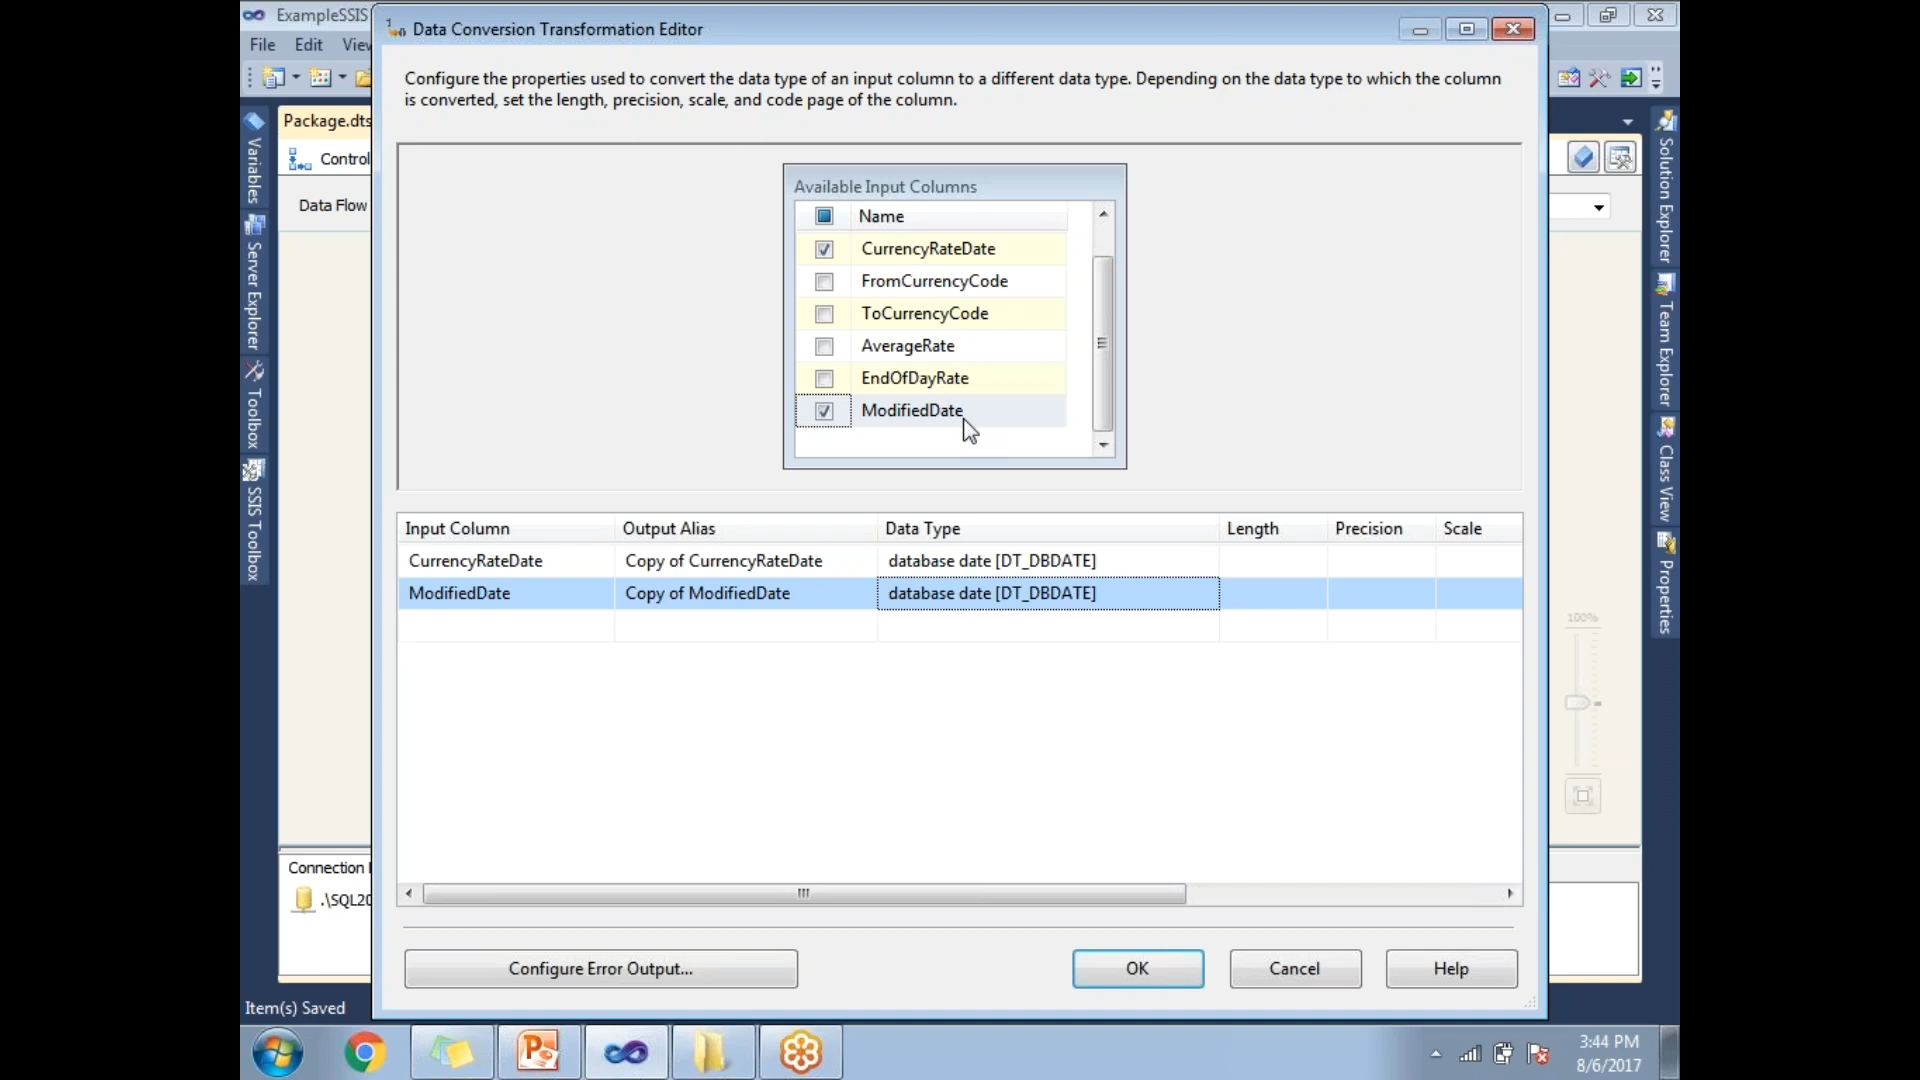 ExampleSSIS
Data Conversion Transformation Editor
File Edit View
Configure the properties used to convert the data type of an input column to a different data type. Depending on the data type to which the column
is converted, set the length, precision, scale, and code page of the column.
Package.dts
Control
Data Flow
Variables
Server Explorer
Toolbox
SSIS Toolbox
Available Input Columns
Name
CurrencyRateDate
FromCurrencyCode
ToCurrencyCode
AverageRate
EndOfDayRate
ModifiedDate
Input Column Output Alias Data Type Length Precision Scale
CurrencyRateDate Copy of CurrencyRateDate database date [DT_DBDATE]
ModifiedDate Copy of ModifiedDate database date [DT_DBDATE]
Solution Explorer
Team Explorer
Class View
Properties
100%
Connection
.\SQL20
Configure Error Output... OK Cancel Help
Item(s) Saved
3:44 PM
8/6/2017